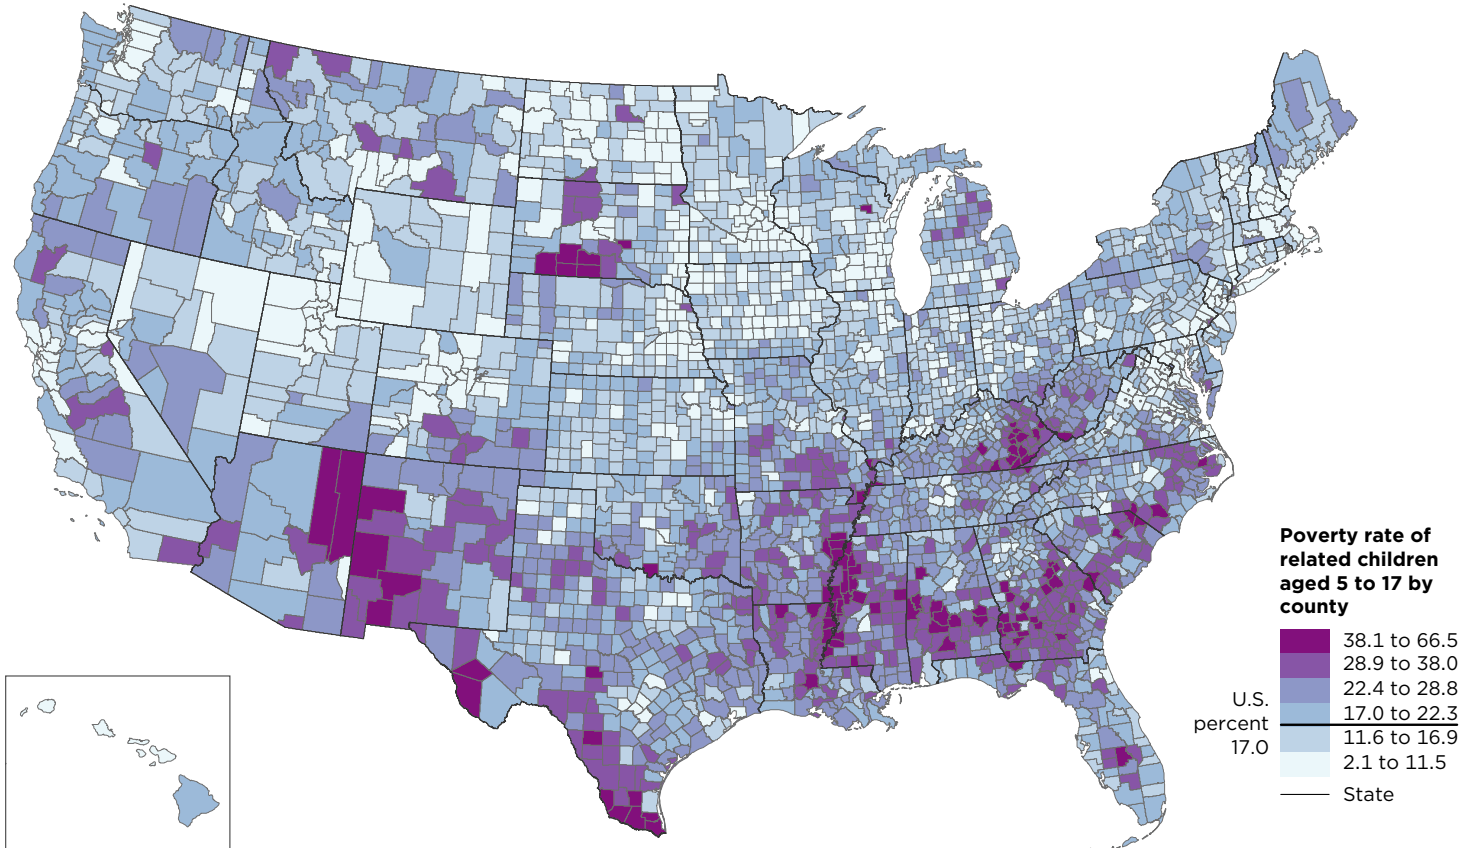 Poverty rate of
related children
aged 5 to 17 by
county
38.1 to 66.5
28.9 to 38.0
22.4 to 28.8
17.0 to 22.3
11.6 to 16.9
2.1 to 11.5
State
U.S.
percent
17.0